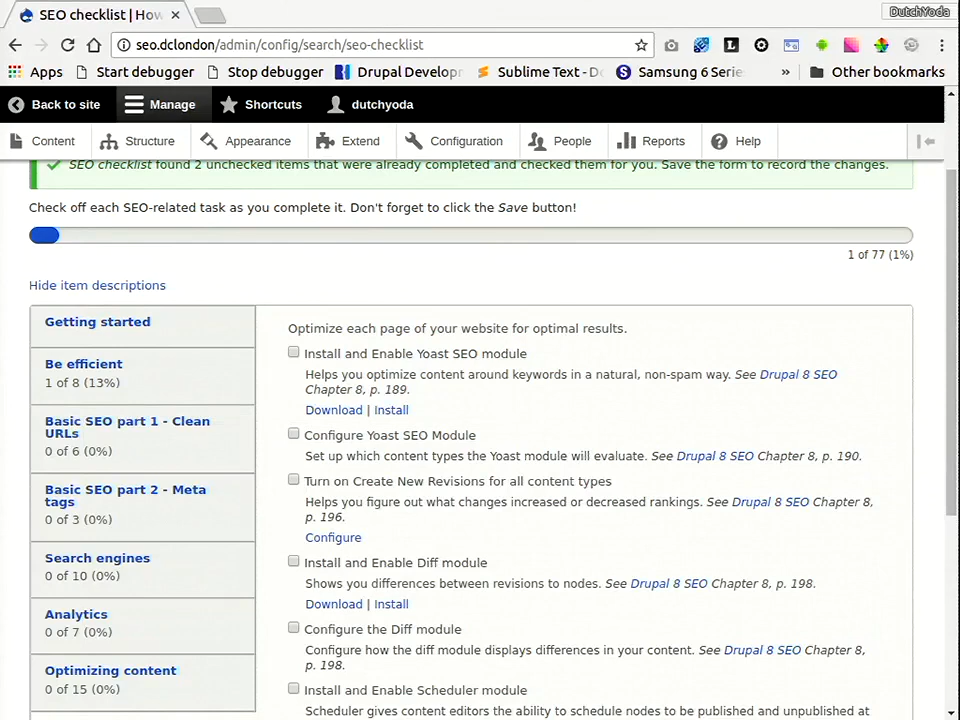 SEO checklist | How
DutchYoda
seo.dclondon/admin/config/search/seo-checklist
Apps Start debugger Stop debugger Drupal Develop Sublime Text - D Samsung 6 Serie » Other bookmarks
Back to site Manage Shortcuts dutchyoda
Content Structure Appearance Extend Configuration People Reports Help
SEO checklist found 2 unchecked items that were already completed and checked them for you. Save the form to record the changes.
Check off each SEO-related task as you complete it. Don't forget to click the Save button!
1 of 77 (1%)
Hide item descriptions
Getting started
Be efficient
1 of 8 (13%)
Basic SEO part 1 - Clean
URLs
0 of 6 (0%)
Basic SEO part 2 - Meta
tags
0 of 3 (0%)
Search engines
0 of 10 (0%)
Analytics
0 of 7 (0%)
Optimizing content
0 of 15 (0%)
Optimize each page of your website for optimal results.
Install and Enable Yoast SEO module
Helps you optimize content around keywords in a natural, non-spam way. See Drupal 8 SEO
Chapter 8, p. 189.
Download | Install
Configure Yoast SEO Module
Set up which content types the Yoast module will evaluate. See Drupal 8 SEO Chapter 8, p. 190.
Turn on Create New Revisions for all content types
Helps you figure out what changes increased or decreased rankings. See Drupal 8 SEO Chapter 8,
p. 196.
Configure
Install and Enable Diff module
Shows you differences between revisions to nodes. See Drupal 8 SEO Chapter 8, p. 198.
Download | Install
Configure the Diff module
Configure how the diff module displays differences in your content. See Drupal 8 SEO Chapter 8,
p. 198.
Install and Enable Scheduler module
Scheduler gives content editors the ability to schedule nodes to be published and unpublished at